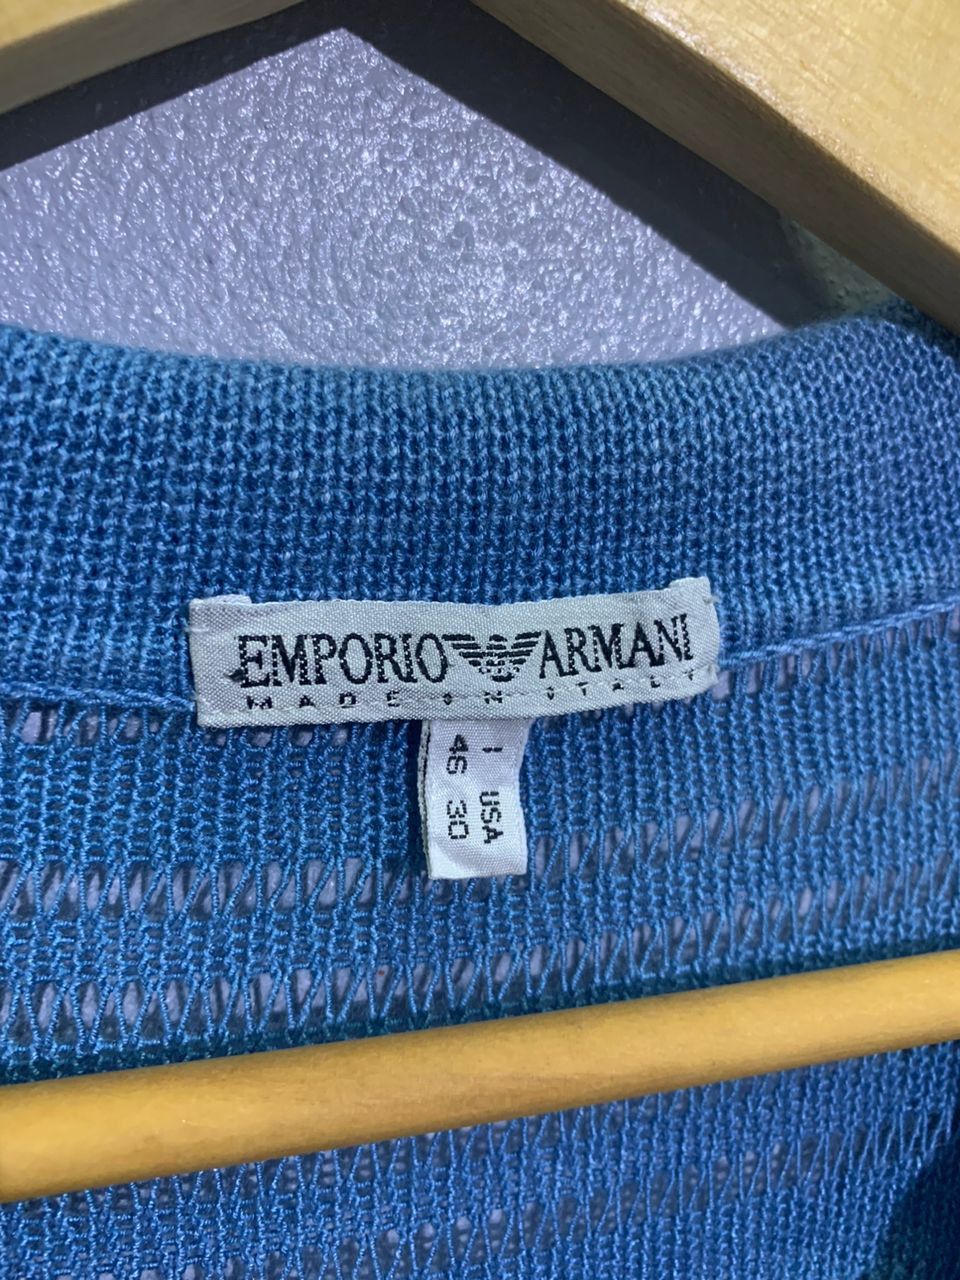 EMPORIO ARMANI
MADE IN ITALY
I USA
46 30